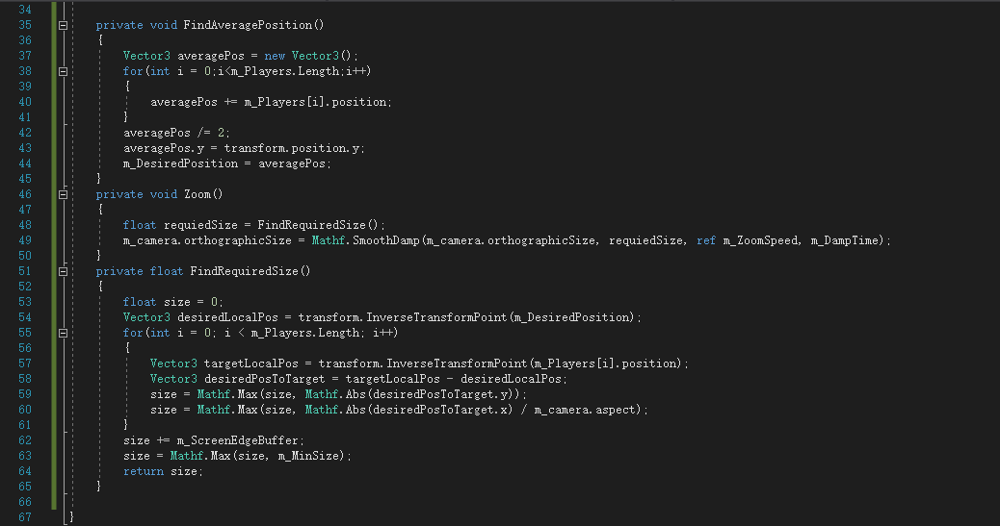 34
35 private void FindAveragePosition()
36 {
37 Vector3 averagePos = new Vector3();
38 for(int i = 0;i<m_Players.Length;i++)
39 {
40 averagePos += m_Players[i].position;
41 }
42 averagePos /= 2;
43 averagePos.y = transform.position.y;
44 m_DesiredPosition = averagePos;
45 }
46 private void Zoom()
47 {
48 float requiedSize = FindRequiredSize();
49 m_camera.orthographicSize = Mathf.SmoothDamp(m_camera.orthographicSize, requiedSize, ref m_ZoomSpeed, m_DampTime);
50 }
51 private float FindRequiredSize()
52 {
53 float size = 0;
54 Vector3 desiredLocalPos = transform.InverseTransformPoint(m_DesiredPosition);
55 for(int i = 0; i < m_Players.Length; i++)
56 {
57 Vector3 targetLocalPos = transform.InverseTransformPoint(m_Players[i].position);
58 Vector3 desiredPosToTarget = targetLocalPos - desiredLocalPos;
59 size = Mathf.Max(size, Mathf.Abs(desiredPosToTarget.y));
60 size = Mathf.Max(size, Mathf.Abs(desiredPosToTarget.x) / m_camera.aspect);
61 }
62 size += m_ScreenEdgeBuffer;
63 size = Mathf.Max(size, m_MinSize);
64 return size;
65 }
66
67 }